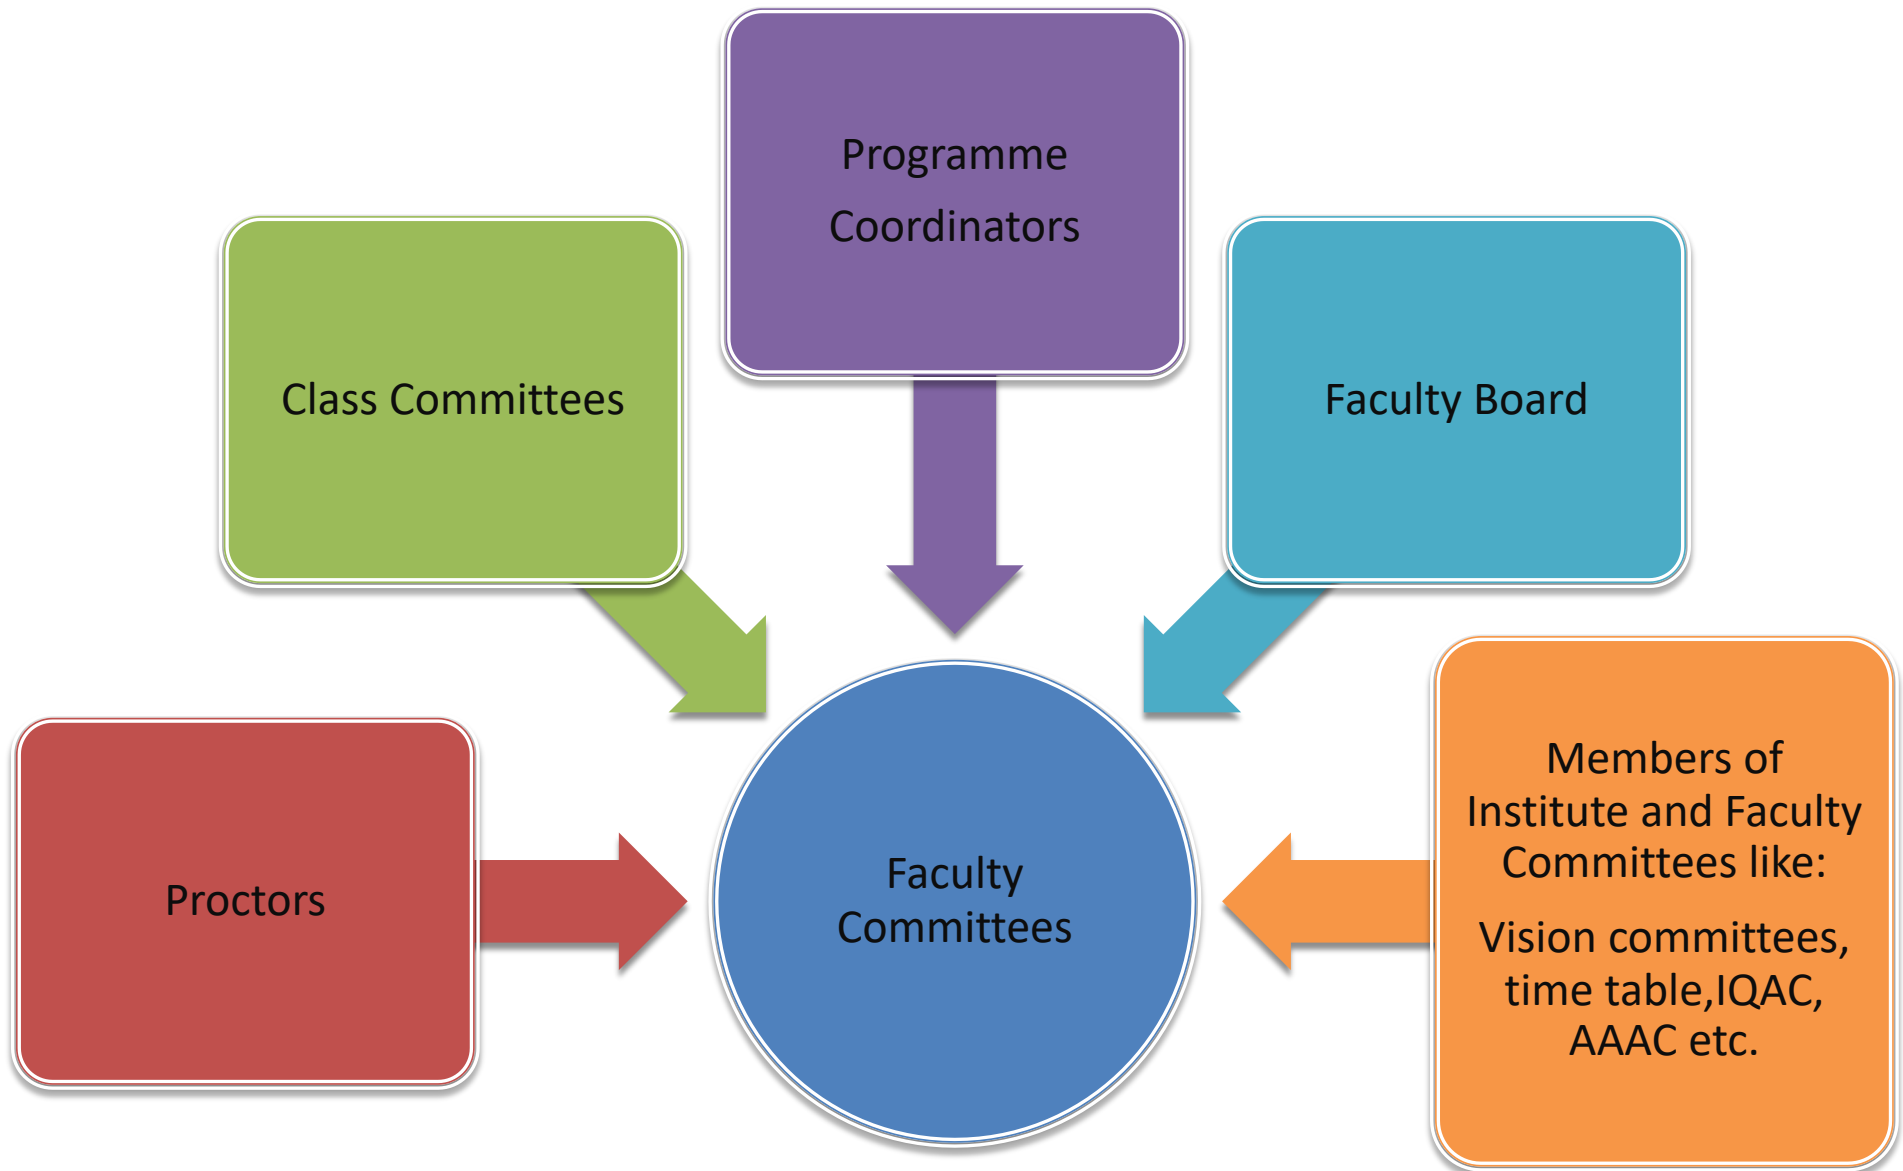 Programme
Coordinators
Class Committees
Faculty Board
Proctors
Faculty
Committees
Members of
Institute and Faculty
Committees like:
Vision committees,
time table,IQAC,
AAAC etc.